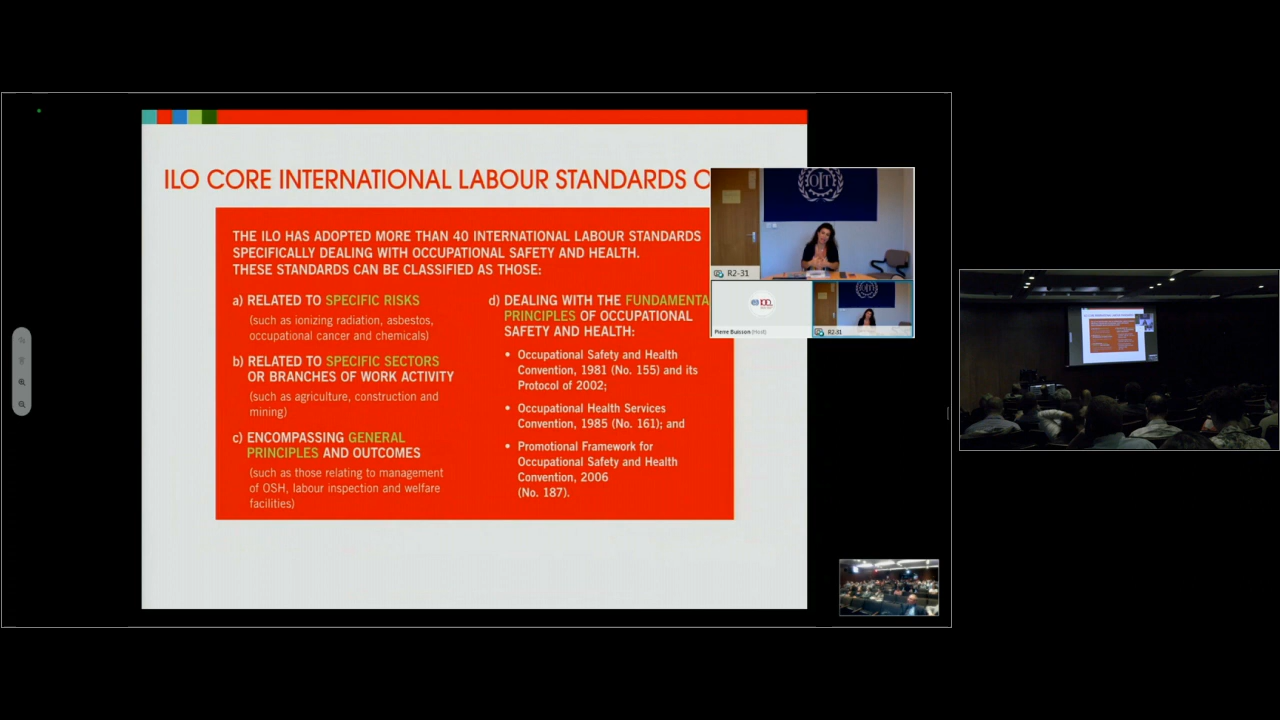 ILO CORE INTERNATIONAL LABOUR STANDARDS
THE ILO HAS ADOPTED MORE THAN 40 INTERNATIONAL LABOUR STANDARDS
SPECIFICALLY DEALING WITH OCCUPATIONAL SAFETY AND HEALTH.
THESE STANDARDS CAN BE CLASSIFIED AS THOSE:
a) RELATED TO SPECIFIC RISKS
(such as ionizing radiation, asbestos,
occupational cancer and chemicals)
b) RELATED TO SPECIFIC SECTORS
OR BRANCHES OF WORK ACTIVITY
(such as agriculture, construction and
mining)
c) ENCOMPASSING GENERAL
PRINCIPLES AND OUTCOMES
(such as those relating to management
of OSH, labour inspection and welfare
facilities)
d) DEALING WITH THE FUNDAMENTA
PRINCIPLES OF OCCUPATIONAL
SAFETY AND HEALTH:
• Occupational Safety and Health
Convention, 1981 (No. 155) and its
Protocol of 2002;
• Occupational Health Services
Convention, 1985 (No. 161); and
• Promotional Framework for
Occupational Safety and Health
Convention, 2006
(No. 187).
OIT
R2-31
Pierre Buisson (Host)
R2-31